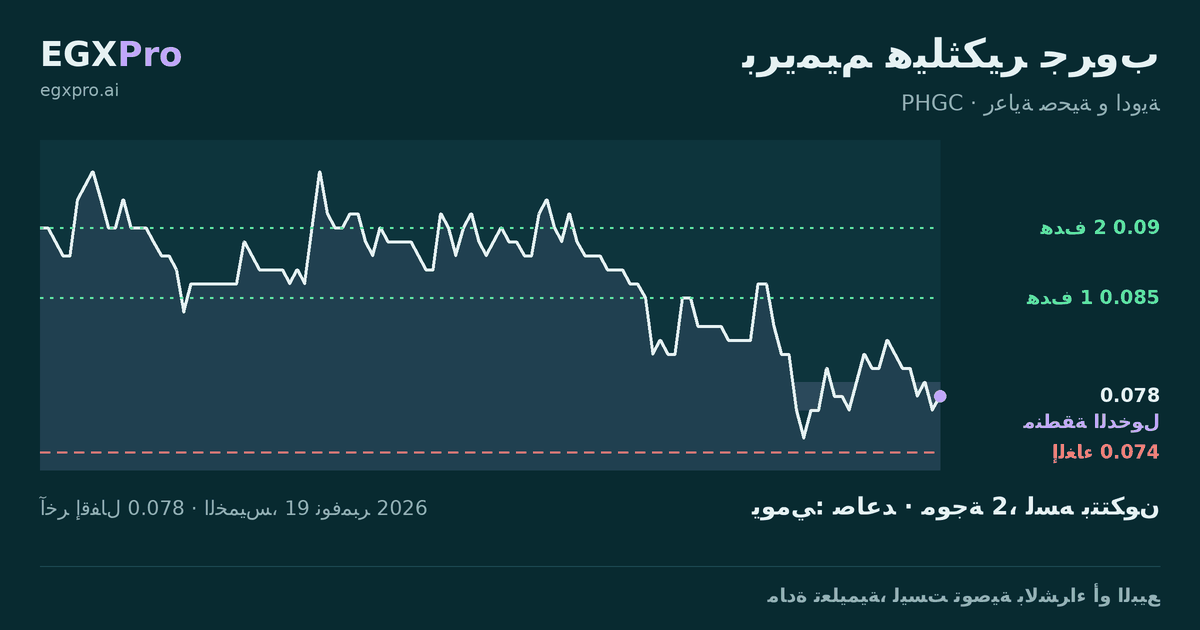 EGXPro
egxpro.ai
بريميم هيلثكير جروب
PHGC · رعاية صحية و ادوية
هدف 2 0.09
هدف 1 0.085
0.078
منطقة الدخول
إلغاء 0.074
يومي: صاعد · موجة 2، لسه بتتكون
آخر إقفال 0.078 · الخميس، 19 نوفمبر 2026
مادة تعليمية، ليست توصية بالشراء أو البيع